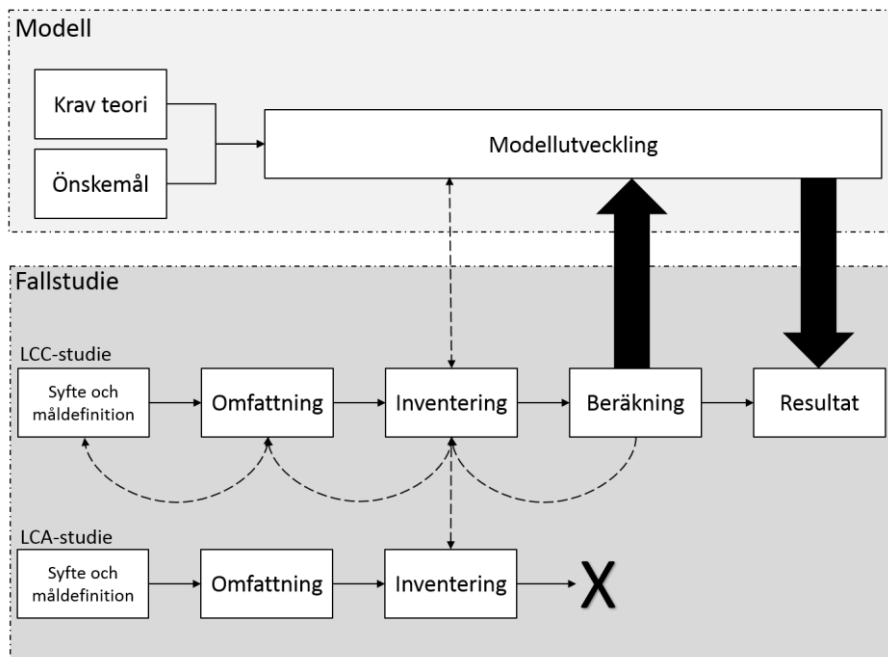 Modell
Krav teori
Önskemål
Modellutveckling
Fallstudie
LCC-studie
Syfte och
måldefinition
Omfattning
Inventering
Beräkning
Resultat
LCA-studie
Syfte och
måldefinition
Omfattning
Inventering
X